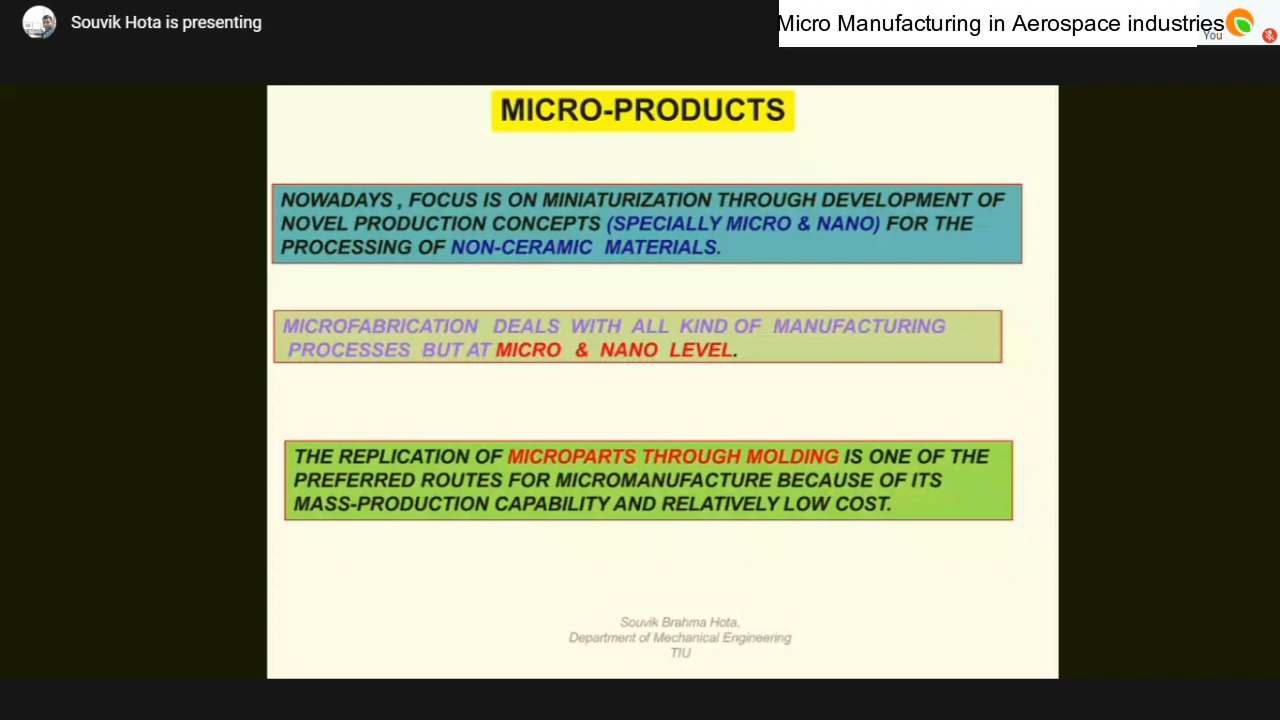 Souvik Hota is presenting
Micro Manufacturing in Aerospace industries
You
MICRO-PRODUCTS
NOWADAYS , FOCUS IS ON MINIATURIZATION THROUGH DEVELOPMENT OF
NOVEL PRODUCTION CONCEPTS (SPECIALLY MICRO & NANO) FOR THE
PROCESSING OF NON-CERAMIC MATERIALS.
MICROFABRICATION DEALS WITH ALL KIND OF MANUFACTURING
PROCESSES BUT AT MICRO & NANO LEVEL.
THE REPLICATION OF MICROPARTS THROUGH MOLDING IS ONE OF THE
PREFERRED ROUTES FOR MICROMANUFACTURE BECAUSE OF ITS
MASS-PRODUCTION CAPABILITY AND RELATIVELY LOW COST.
Souvik Brahma Hota,
Department of Mechanical Engineering
TIU